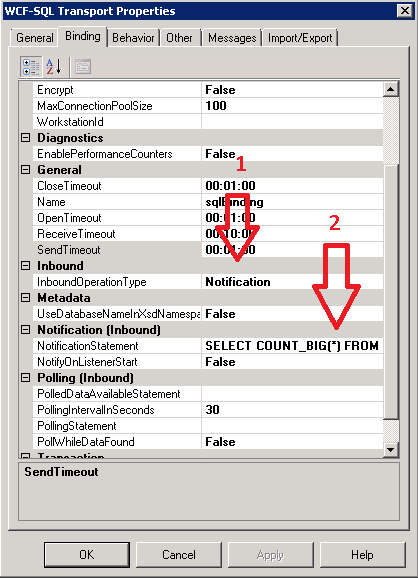 WCF-SQL Transport Properties
General Binding Behavior Other Messages Import/Export
Encrypt False
MaxConnectionPoolSize 100
WorkstationId
Diagnostics
EnablePerformanceCounters False
1
General
CloseTimeout 00:01:00
Name sqlBinding
OpenTimeout 00:01:00
2
ReceiveTimeout 00:10:00
SendTimeout 00:01:00
Inbound
InboundOperationType Notification
Metadata
UseDatabaseNameInXsdNamespa False
Notification (Inbound)
NotificationStatement SELECT COUNT_BIG(*) FROM
NotifyOnListenerStart False
Polling (Inbound)
PolledDataAvailableStatement
PollingIntervalInSeconds 30
PollingStatement
PollWhileDataFound False
Transaction
SendTimeout
OK Cancel Apply Help